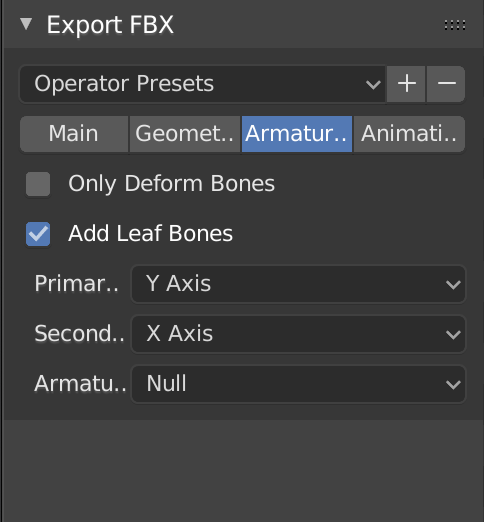 Export FBX
Operator Presets
Main Geomet.. Armatur.. Animati..
Only Deform Bones
Add Leaf Bones
Primar.. Y Axis
Second.. X Axis
Armatu.. Null